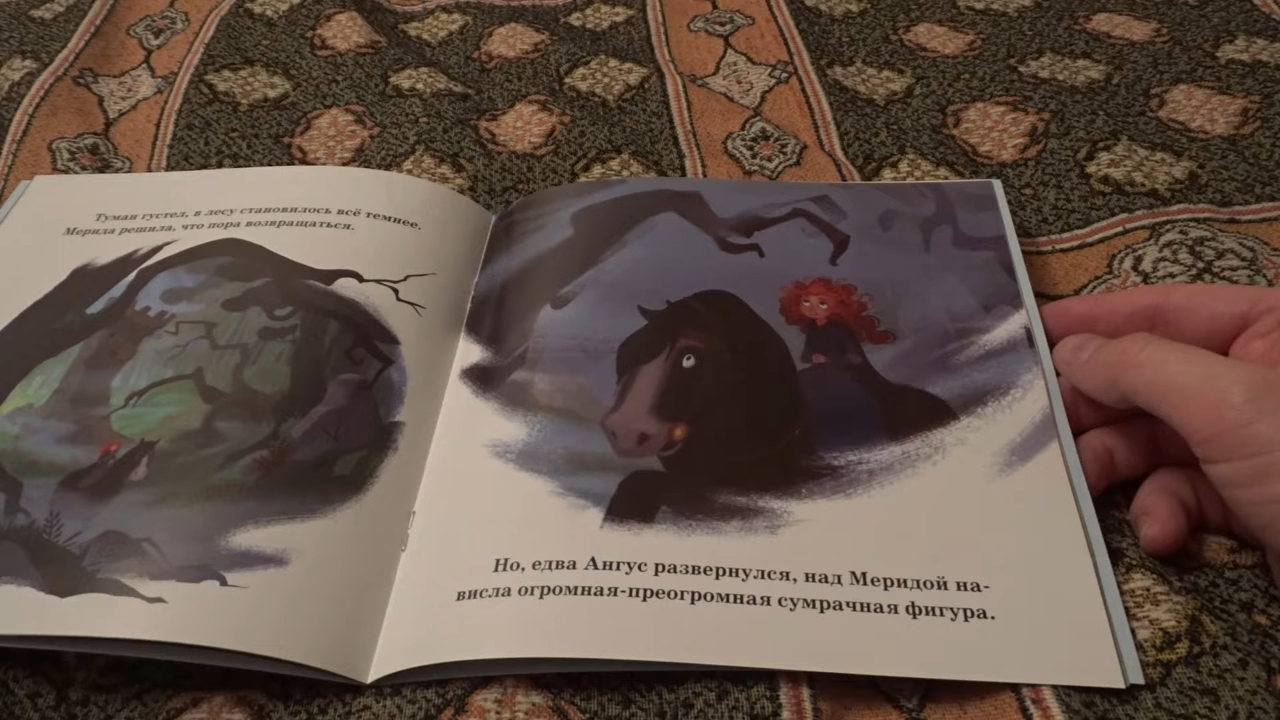 Туман густел, в лесу становилось всё темнее.
Мерида решила, что пора возвращаться.
Но, едва Ангус развернулся, над Меридой на-
висла огромная-преогромная сумрачная фигура.